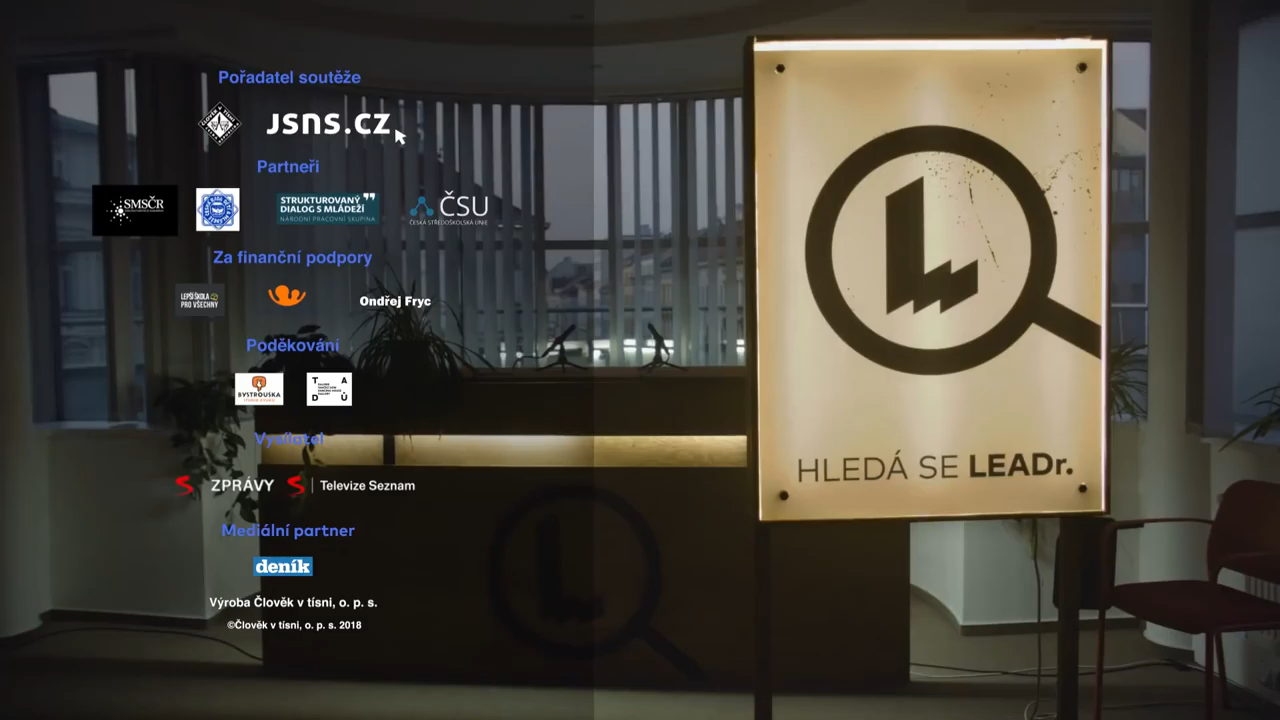 Pořadatel soutěže
ČLOVĚK V TÍSNI
JSNS.CZ
Partneři
SMSČR
STRUKTUROVANÝ
DIALOG S MLÁDEŽÍ
NÁRODNÍ PRACOVNÍ SKUPINA
ČSU
ČESKÁ STŘEDOŠKOLSKÁ UNIE
Za finanční podpory
LEPŠÍ ŠKOLA
PRO VŠECHNY
Ondřej Fryc
Poděkování
BYSTROUŠKA
T A
D Ů
Vysílatel
ZPRÁVY
Televize Seznam
Mediální partner
deník
Výroba Člověk v tísni, o. p. s.
©Člověk v tísni, o. p. s. 2018
L
HLEDÁ SE LEADr.